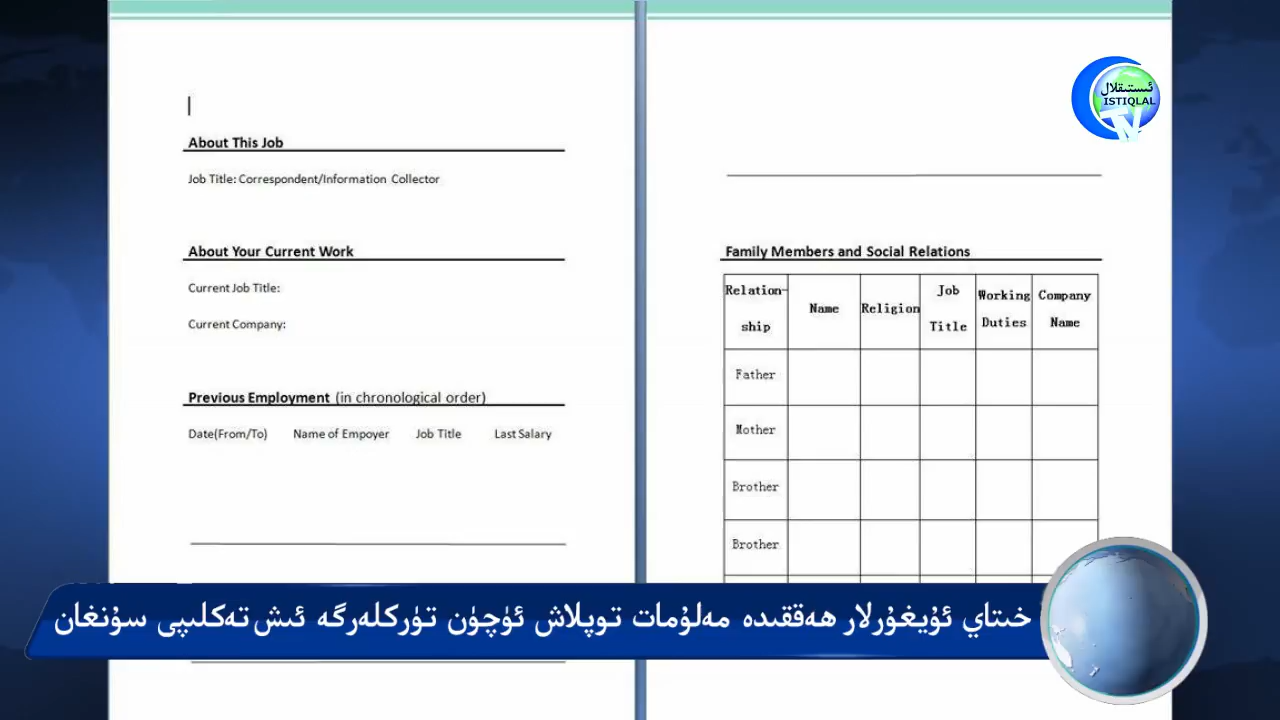 ئىستىقلال
ISTIQLAL
TV
About This Job
Job Title: Correspondent/Information Collector
About Your Current Work
Current Job Title:
Current Company:
Previous Employment (in chronological order)
Date(From/To) Name of Empoyer Job Title Last Salary
Family Members and Social Relations
Relation-ship Name Religion Job Title Working Duties Company Name
Father
Mother
Brother
Brother
خىتاي ئۇيغۇرلار ھەققىدە مەلۇمات توپلاش ئۈچۈن تۈركلەرگە ئىش تەكلىپى سۇنغان